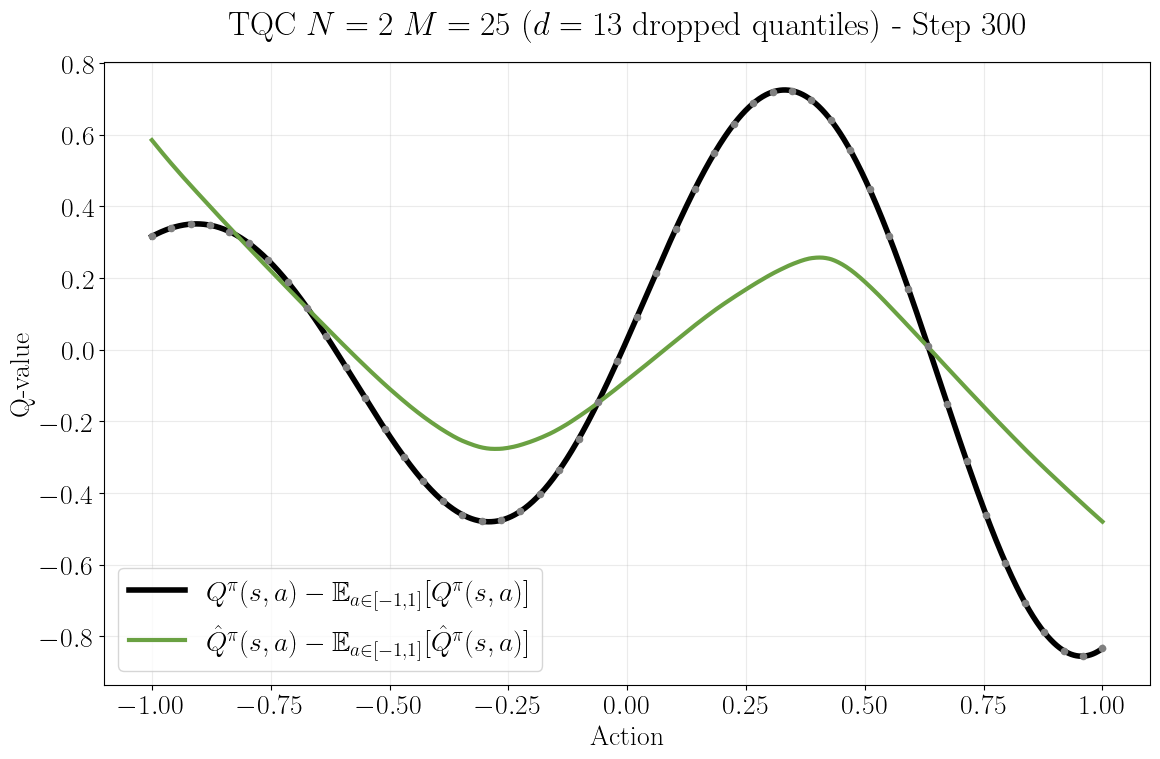 TQC N = 2 M = 25 (d = 13 dropped quantiles) - Step 300
0.8
0.6
0.4
0.2
0.0
−0.2
−0.4
−0.6
−0.8
Q-value
Q^π(s, a) − 𝔼_{a∈[−1,1]}[Q^π(s, a)]
Q̂^π(s, a) − 𝔼_{a∈[−1,1]}[Q̂^π(s, a)]
−1.00 −0.75 −0.50 −0.25 0.00 0.25 0.50 0.75 1.00
Action